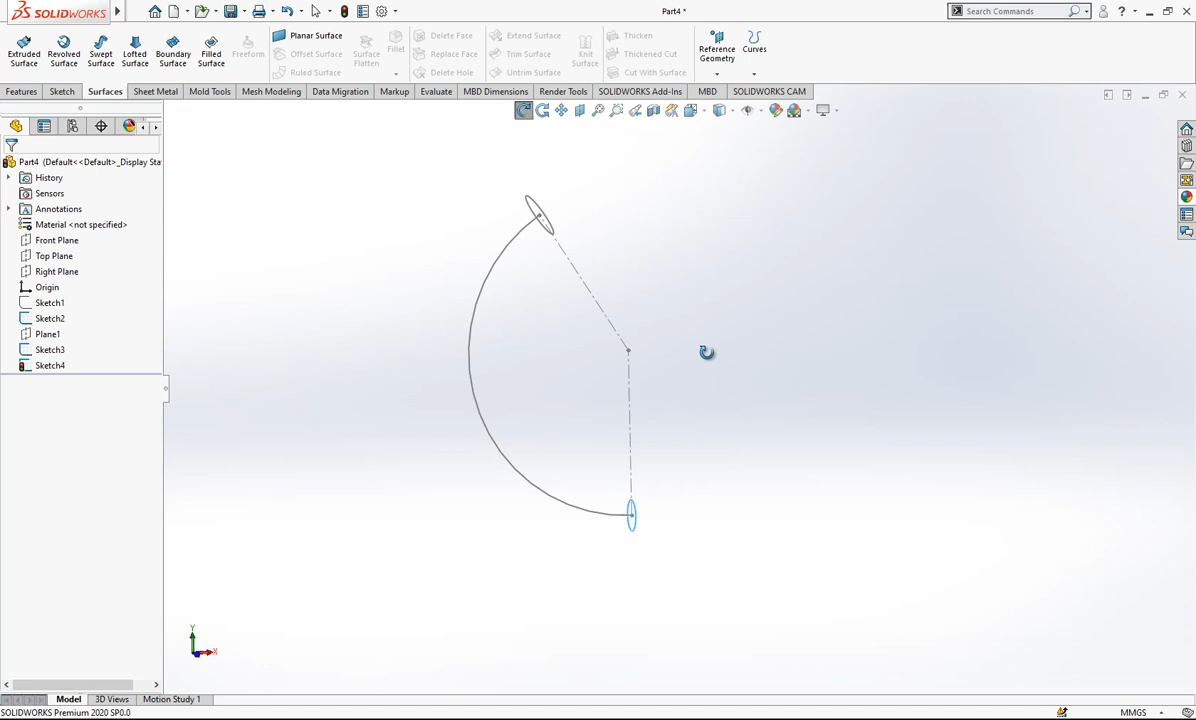 SOLIDWORKS
Part4 *
Search Commands
Extruded Surface
Revolved Surface
Swept Surface
Lofted Surface
Boundary Surface
Filled Surface
Freeform
Planar Surface
Offset Surface
Ruled Surface
Surface Flatten
Fillet
Delete Face
Replace Face
Delete Hole
Extend Surface
Trim Surface
Untrim Surface
Knit Surface
Thicken
Thickened Cut
Cut With Surface
Reference Geometry
Curves
Features Sketch Surfaces Sheet Metal Mold Tools Mesh Modeling Data Migration Markup Evaluate MBD Dimensions Render Tools SOLIDWORKS Add-Ins MBD SOLIDWORKS CAM
Part4 (Default<<Default>_Display Sta
History
Sensors
Annotations
Material <not specified>
Front Plane
Top Plane
Right Plane
Origin
Sketch1
Sketch2
Plane1
Sketch3
Sketch4
Y
X
Model 3D Views Motion Study 1
SOLIDWORKS Premium 2020 SP0.0
MMGS